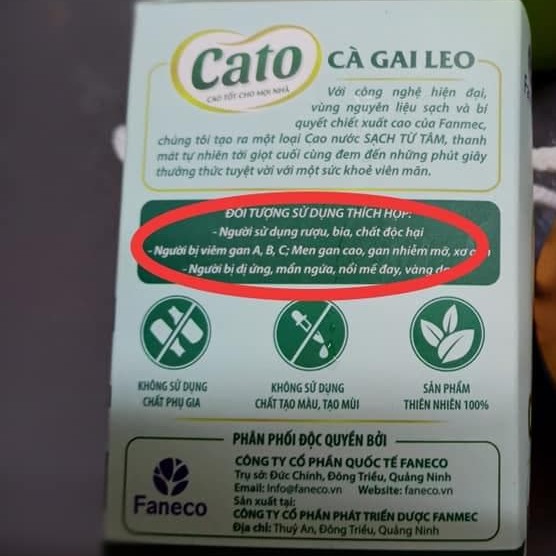 Cato
CAO TỐT CHO MỌI NHÀ
CÀ GAI LEO
Với công nghệ hiện đại,
vùng nguyên liệu sạch và bí
quyết chiết xuất cao của Fanmec,
chúng tôi tạo ra một loại Cao nước SẠCH TỪ TÂM, thanh
mát tự nhiên tới giọt cuối cùng đem đến những phút giây
thưởng thức tuyệt vời với một sức khoẻ viên mãn.
ĐỐI TƯỢNG SỬ DỤNG THÍCH HỢP:
- Người sử dụng rượu, bia, chất độc hại
- Người bị viêm gan A, B, C; Men gan cao, gan nhiễm mỡ, xơ
- Người bị dị ứng, mẩn ngứa, nổi mề đay, vàng
KHÔNG SỬ DỤNG
CHẤT PHỤ GIA
KHÔNG SỬ DỤNG
CHẤT TẠO MÀU, TẠO MÙI
SẢN PHẨM
THIÊN NHIÊN 100%
PHÂN PHỐI ĐỘC QUYỀN BỞI
Faneco
CÔNG TY CỔ PHẦN QUỐC TẾ FANECO
Trụ sở: Đức Chính, Đông Triều, Quảng Ninh
Email: Info@faneco.vn Website: faneco.vn
Sản xuất tại:
CÔNG TY CỔ PHẦN PHÁT TRIỂN DƯỢC FANMEC
Địa chỉ: Thuỷ An, Đông Triều, Quảng Ninh